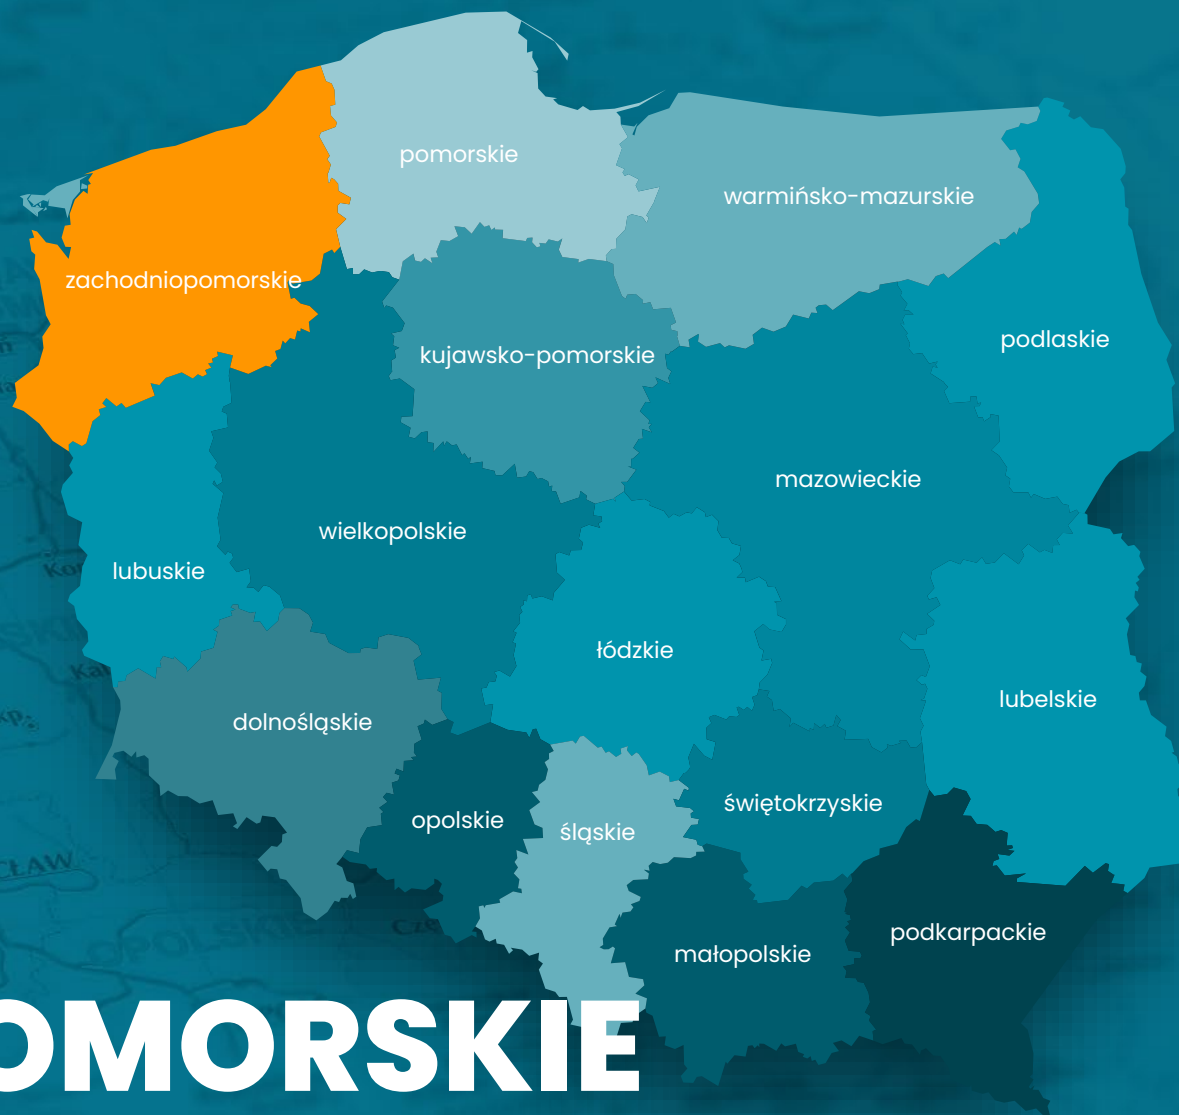 pomorskie
warmińsko-mazurskie
zachodniopomorskie
podlaskie
kujawsko-pomorskie
mazowieckie
wielkopolskie
lubuskie
łódzkie
lubelskie
dolnośląskie
świętokrzyskie
opolskie
śląskie
podkarpackie
małopolskie
OPOLSKIE
OMORSKIE